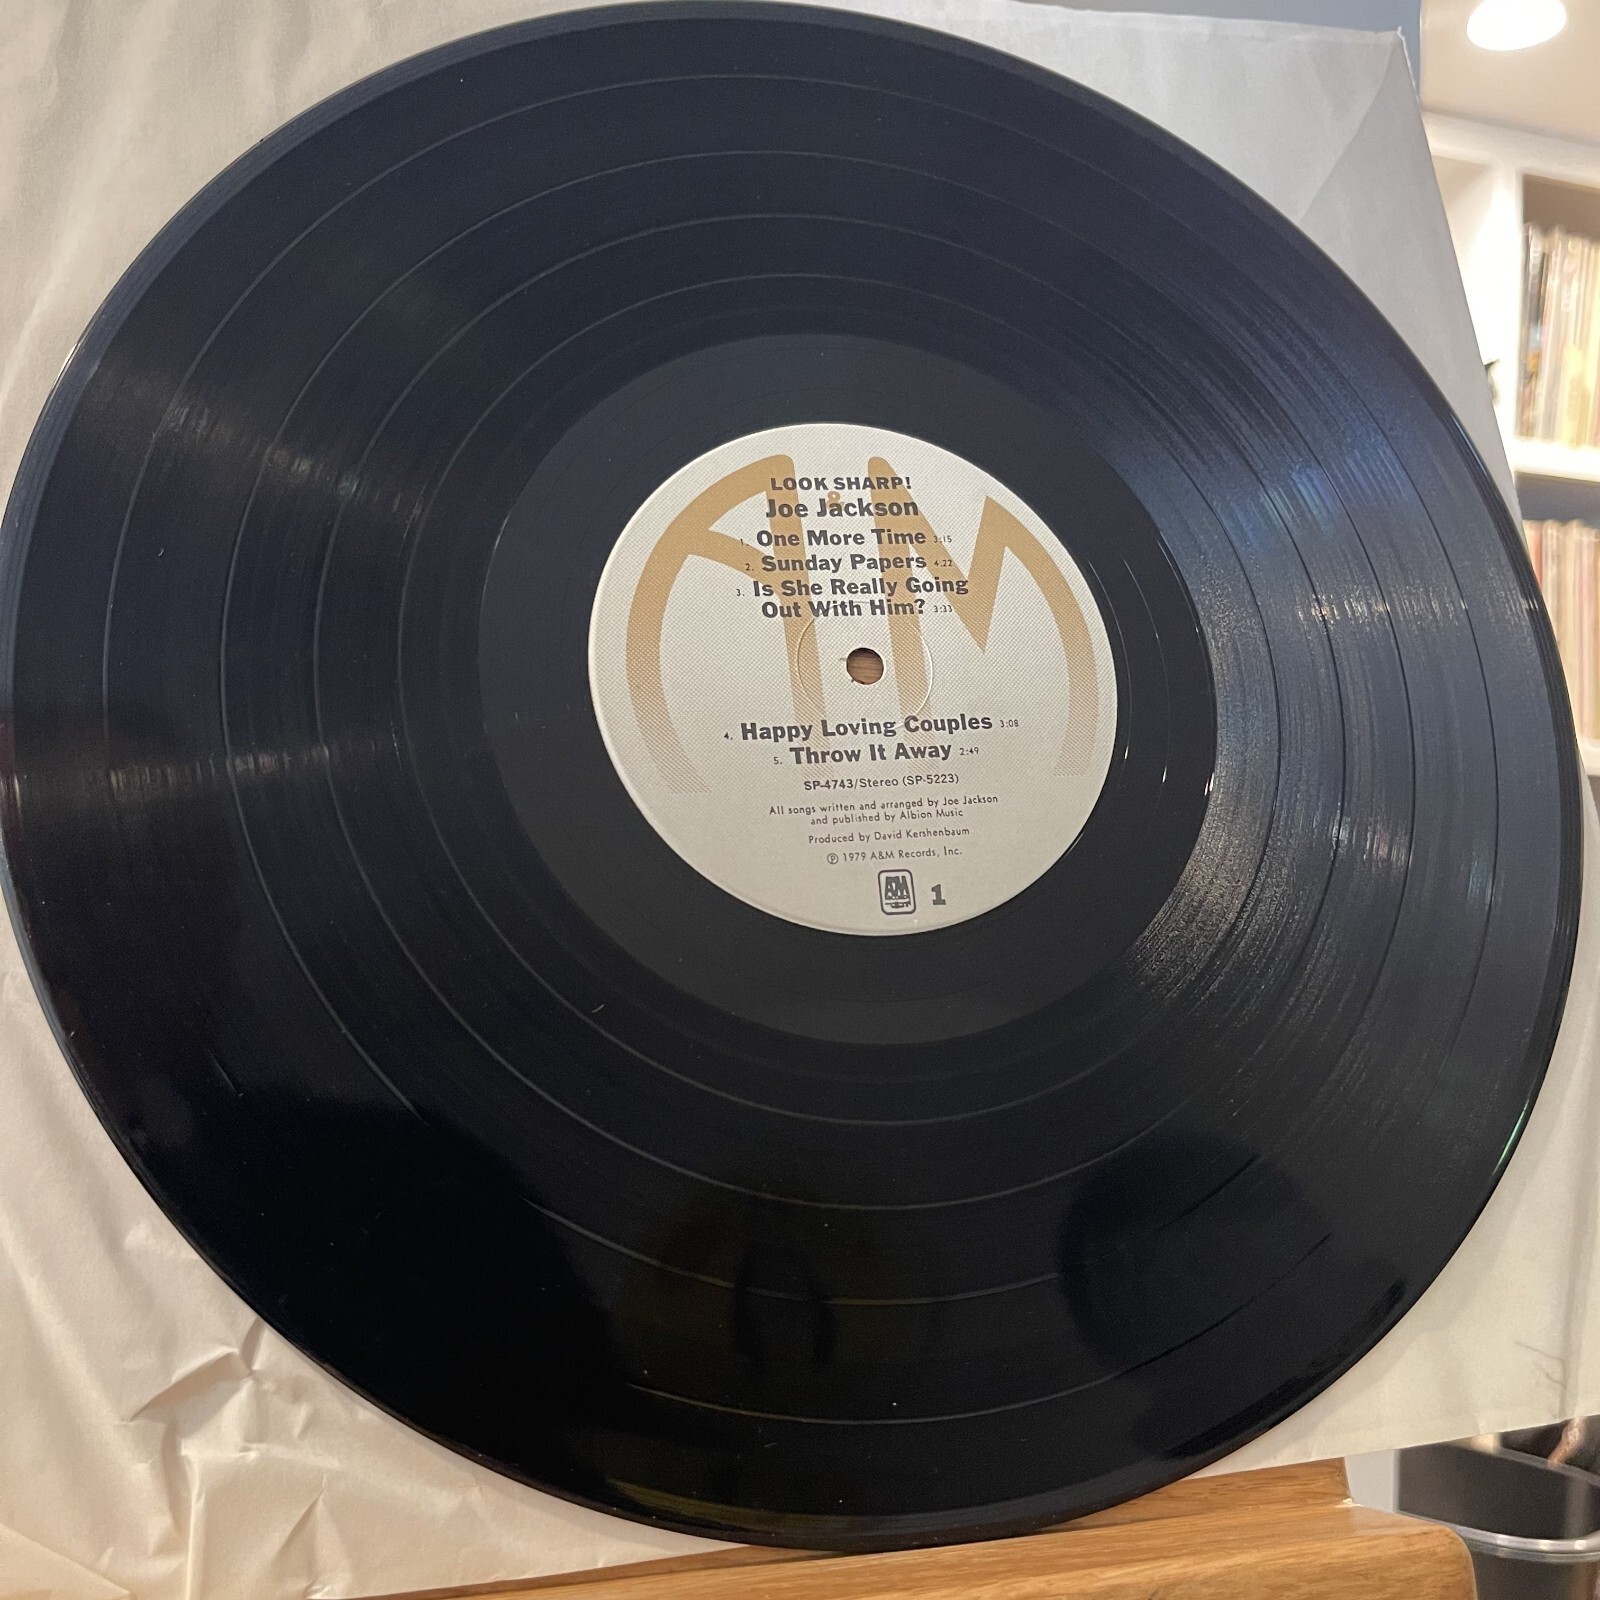 LOOK SHARP!
Joe Jackson
1. One More Time 3:15
2. Sunday Papers 4:22
3. Is She Really Going
Out With Him? 3:33
4. Happy Loving Couples 3:08
5. Throw It Away 2:49
SP-4743/Stereo (SP-5223)
All songs written and arranged by Joe Jackson
and published by Albion Music
Produced by David Kershenbaum
℗ 1979 A&M Records, Inc.
A&M RECORDS
1